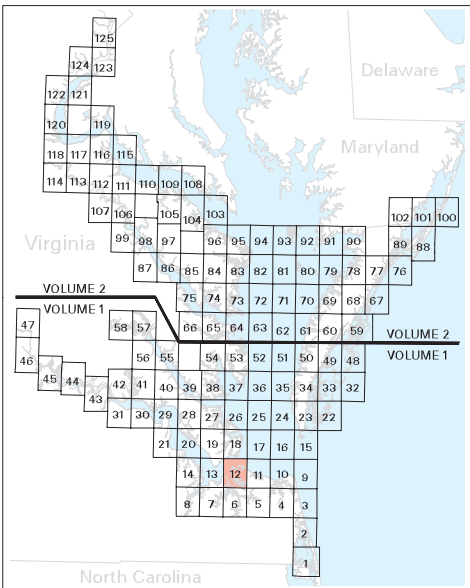 125
124 123
Delaware
122 121
120 119
Maryland
118 117 116 115
114 113 112 111 110 109 108
107 106 105 104 103 102 101 100
Virginia 99 98 97 96 95 94 93 92 91 90 89 88
87 86 85 84 83 82 81 80 79 78 77 76
VOLUME 2 75 74 73 72 71 70 69 68 67
VOLUME 1
47 58 57 66 65 64 63 62 61 60 59 VOLUME 2
46 56 55 54 53 52 51 50 49 48 VOLUME 1
45 44 43 42 41 40 39 38 37 36 35 34 33 32
31 30 29 28 27 26 25 24 23 22
21 20 19 18 17 16 15
14 13 12 11 10 9
8 7 6 5 4 3
2
1
North Carolina